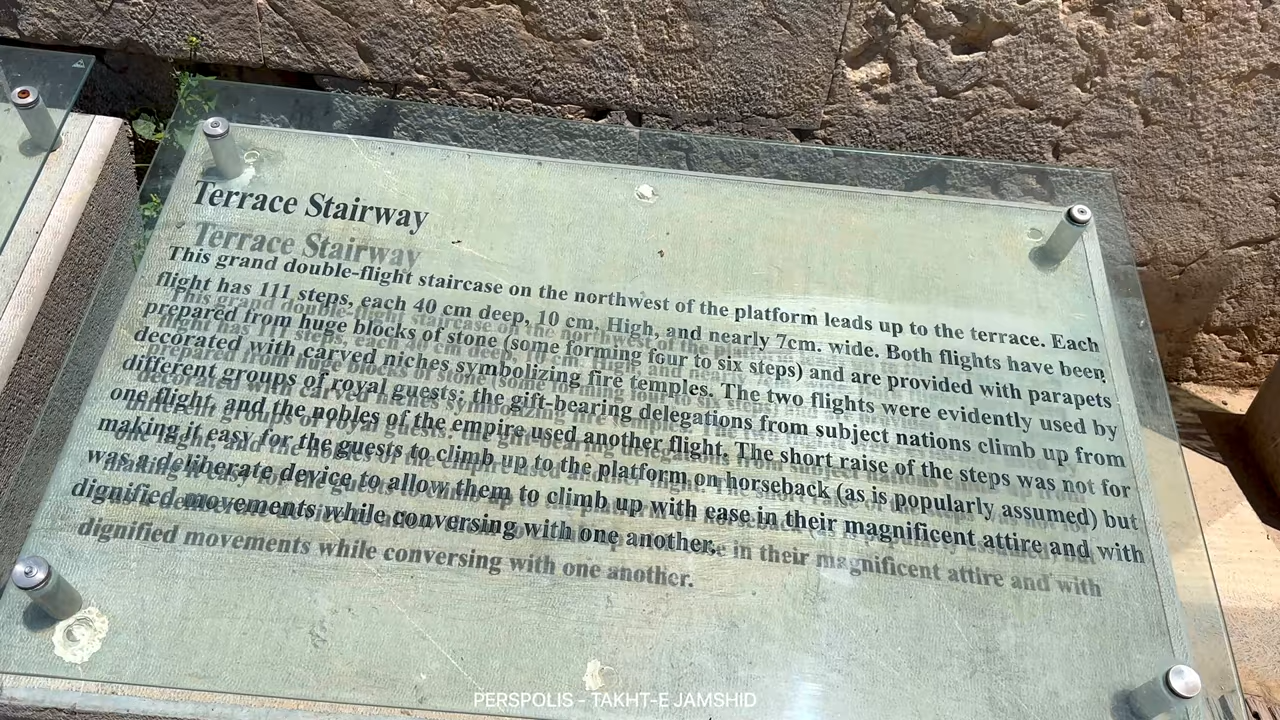 Terrace Stairway
This grand double-flight staircase on the northwest of the platform leads up to the terrace. Each
flight has 111 steps, each 40 cm deep, 10 cm. High, and nearly 7cm. wide. Both flights have been
prepared from huge blocks of stone (some forming four to six steps) and are provided with parapets
decorated with carved niches symbolizing fire temples. The two flights were evidently used by
different groups of royal guests: the gift-bearing delegations from subject nations climb up from
one flight, and the nobles of the empire used another flight. The short raise of the steps was not for
making it easy for the guests to climb up to the platform on horseback (as is popularly assumed) but
was a deliberate device to allow them to climb up with ease in their magnificent attire and with
dignified movements while conversing with one another.
PERSPOLIS - TAKHT-E JAMSHID